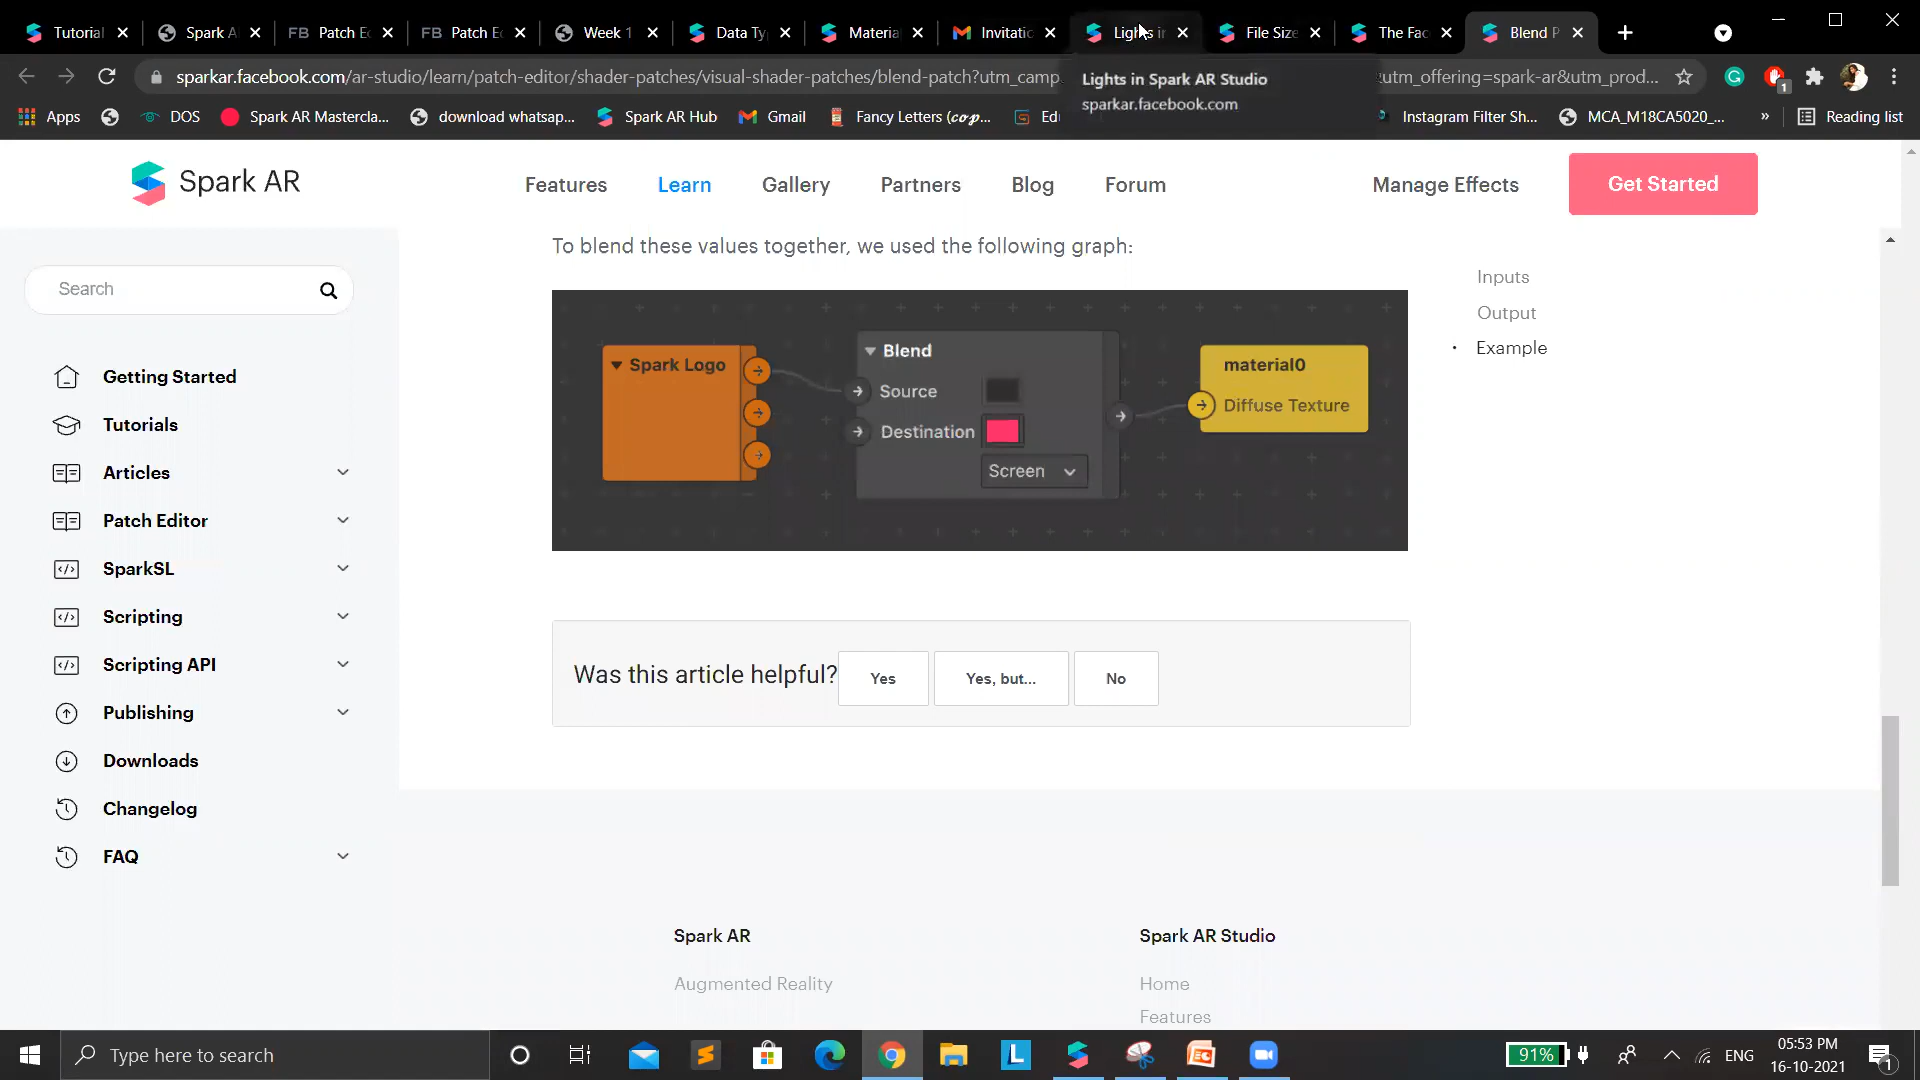 Tutorial
Spark A
FB Patch E
FB Patch E
Week 1
Data Ty
Materia
Invitatio
Lights i
File Size
The Fac
Blend P
sparkar.facebook.com/ar-studio/learn/patch-editor/shader-patches/visual-shader-patches/blend-patch?utm_camp
&utm_offering=spark-ar&utm_prod...
Lights in Spark AR Studio
sparkar.facebook.com
Apps
DOS
Spark AR Mastercla...
download whatsap...
Spark AR Hub
Gmail
Fancy Letters (cop...
Ed
Instagram Filter Sh...
MCA_M18CA5020_...
»
Reading list
Spark AR
Features
Learn
Gallery
Partners
Blog
Forum
Manage Effects
Get Started
Search
Getting Started
Tutorials
Articles
Patch Editor
SparkSL
Scripting
Scripting API
Publishing
Downloads
Changelog
FAQ
To blend these values together, we used the following graph:
Spark Logo
Blend
Source
Destination
Screen
material0
Diffuse Texture
Inputs
Output
Example
Was this article helpful?
Yes
Yes, but...
No
Spark AR
Augmented Reality
Spark AR Studio
Home
Features
Type here to search
91%
ENG
05:53 PM
16-10-2021
1